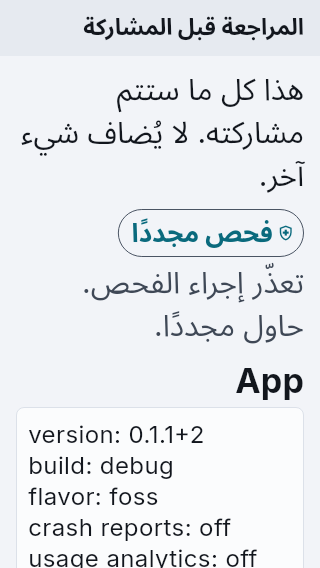 المراجعة قبل المشاركة
هذا كل ما ستتم
مشاركته. لا يُضاف شيء
آخر.
فحص مجددًا
تعذّر إجراء الفحص.
حاول مجددًا.
App
version: 0.1.1+2
build: debug
flavor: foss
crash reports: off
usage analytics: off